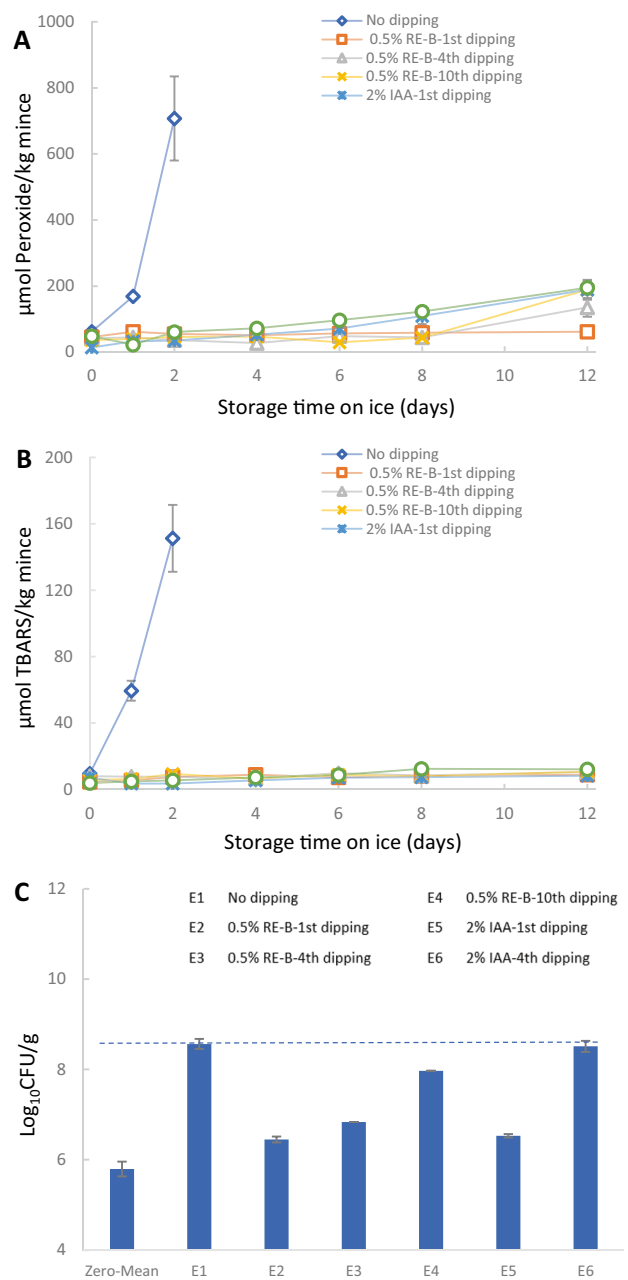 A
1000
800
600
400
200
0
μmol Peroxide/kg mince
No dipping
0.5% RE-B-1st dipping
0.5% RE-B-4th dipping
0.5% RE-B-10th dipping
2% IAA-1st dipping
0 2 4 6 8 10 12
Storage time on ice (days)
B
200
160
120
80
40
0
μmol TBARS/kg mince
No dipping
0.5% RE-B-1st dipping
0.5% RE-B-4th dipping
0.5% RE-B-10th dipping
2% IAA-1st dipping
0 2 4 6 8 10 12
Storage time on ice (days)
C
12
10
8
6
4
Log₁₀CFU/g
E1 No dipping
E2 0.5% RE-B-1st dipping
E3 0.5% RE-B-4th dipping
E4 0.5% RE-B-10th dipping
E5 2% IAA-1st dipping
E6 2% IAA-4th dipping
Zero-Mean E1 E2 E3 E4 E5 E6